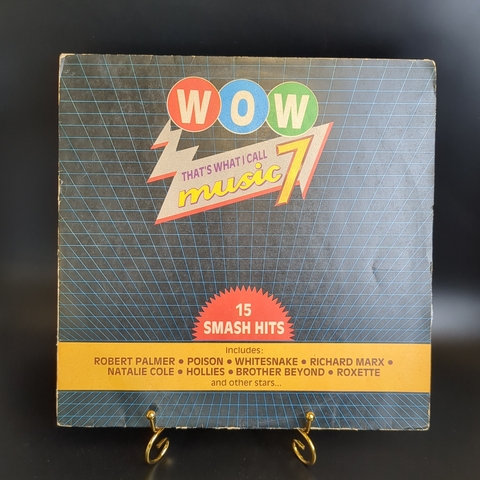 WOW
THAT'S WHAT I CALL
music 7
15
SMASH HITS
includes:
ROBERT PALMER • POISON • WHITESNAKE • RICHARD MARX •
NATALIE COLE • HOLLIES • BROTHER BEYOND • ROXETTE
and other stars...